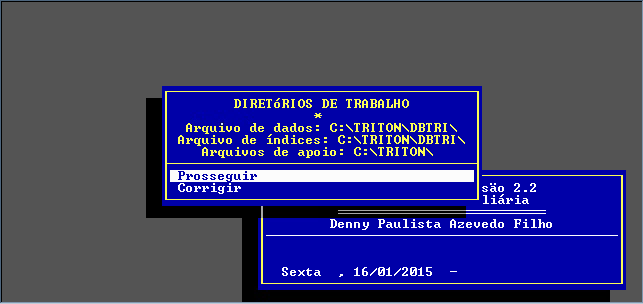 DIRETóRIOS DE TRABALHO
*
Arquivo de dados: C:\TRITON\DBTRI\
Arquivo de índices: C:\TRITON\DBTRI\
Arquivos de apoio: C:\TRITON\
Prosseguir
Corrigir
são 2.2
liária
Denny Paulista Azevedo Filho
Sexta , 16/01/2015 -